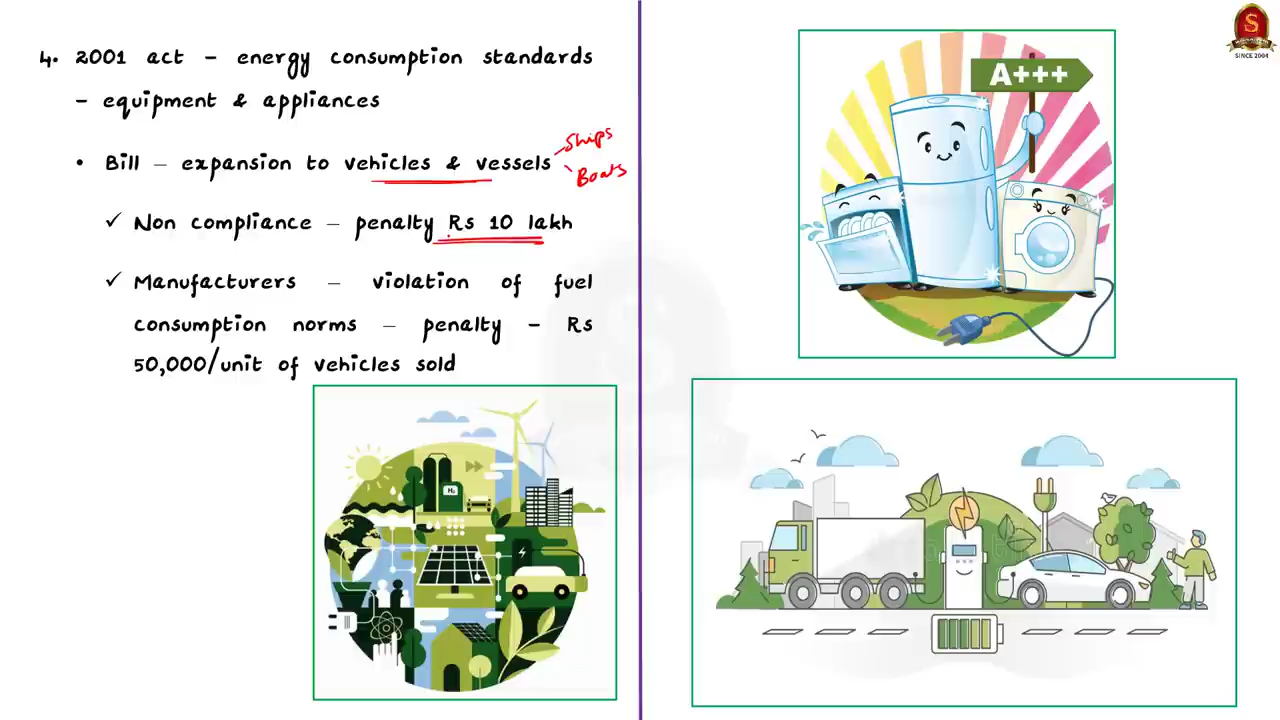 4. 2001 act – energy consumption standards
– equipment & appliances
• Bill – expansion to vehicles & vessels
Ships
Boats
✓ Non compliance – penalty Rs 10 lakh
✓ Manufacturers – violation of fuel
consumption norms – penalty – Rs
50,000/unit of vehicles sold
A+++
H₂
S
SINCE 2004